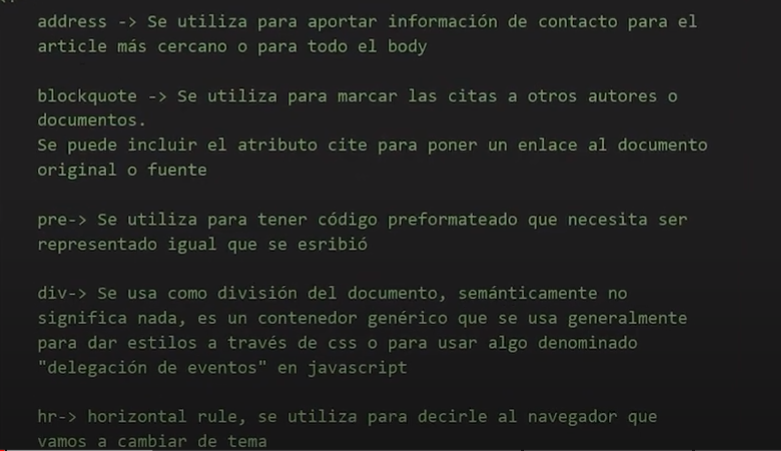 address -> Se utiliza para aportar información de contacto para el
article más cercano o para todo el body
blockquote -> Se utiliza para marcar las citas a otros autores o
documentos.
Se puede incluir el atributo cite para poner un enlace al documento
original o fuente
pre-> Se utiliza para tener código preformateado que necesita ser
representado igual que se esribió
div-> Se usa como división del documento, semánticamente no
significa nada, es un contenedor genérico que se usa generalmente
para dar estilos a través de css o para usar algo denominado
"delegación de eventos" en javascript
hr-> horizontal rule, se utiliza para decirle al navegador que
vamos a cambiar de tema